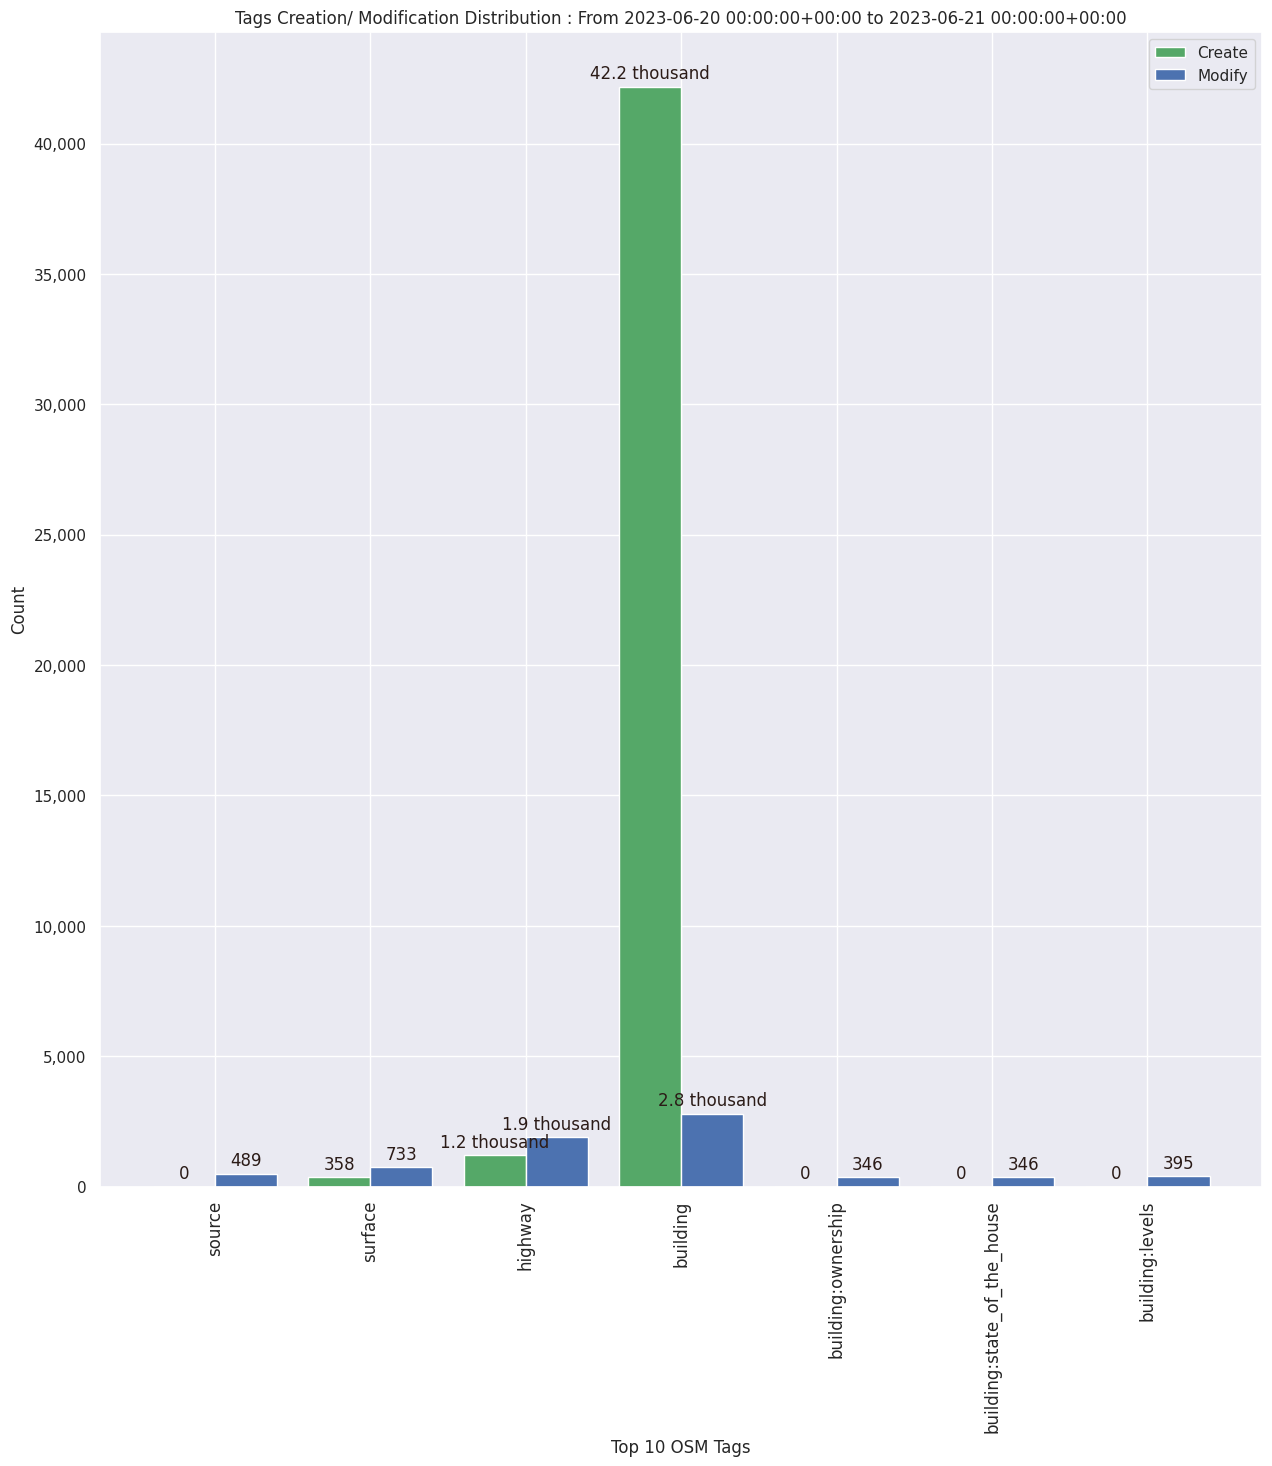 Tags Creation/ Modification Distribution : From 2023-06-20 00:00:00+00:00 to 2023-06-21 00:00:00+00:00
Create
Modify
42.2 thousand
40,000
35,000
30,000
25,000
20,000
15,000
10,000
5,000
0
Count
0
489
358
733
1.2 thousand
1.9 thousand
2.8 thousand
0
346
0
346
0
395
source
surface
highway
building
building:ownership
building:state_of_the_house
building:levels
Top 10 OSM Tags